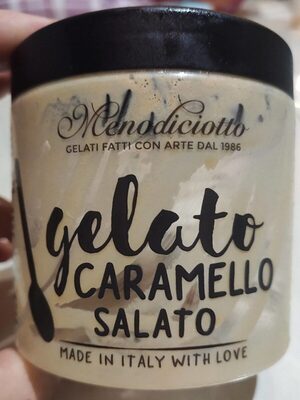 Menodiciotto
GELATI FATTI CON ARTE DAL 1986
gelato
CARAMELLO
SALATO
MADE IN ITALY WITH LOVE